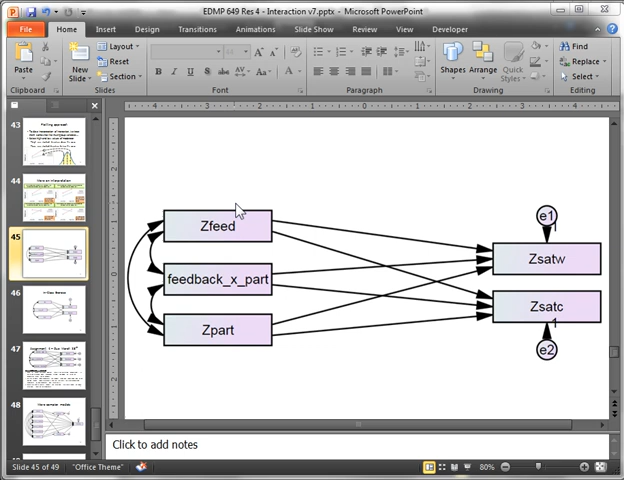 EDMP 649 Res 4 - Interaction v7.pptx - Microsoft PowerPoint
File Home Insert Design Transitions Animations Slide Show Review View Developer
Paste
New
Slide
Layout
Reset
Section
Shapes
Arrange
Quick
Styles
Find
Replace
Select
Clipboard Slides Font Paragraph Drawing Editing
43
44
45
46
47
48
Zfeed
feedback_x_part
Zpart
e1
1
Zsatw
Zsatc
1
e2
Click to add notes
Slide 45 of 49 "Office Theme" 80%